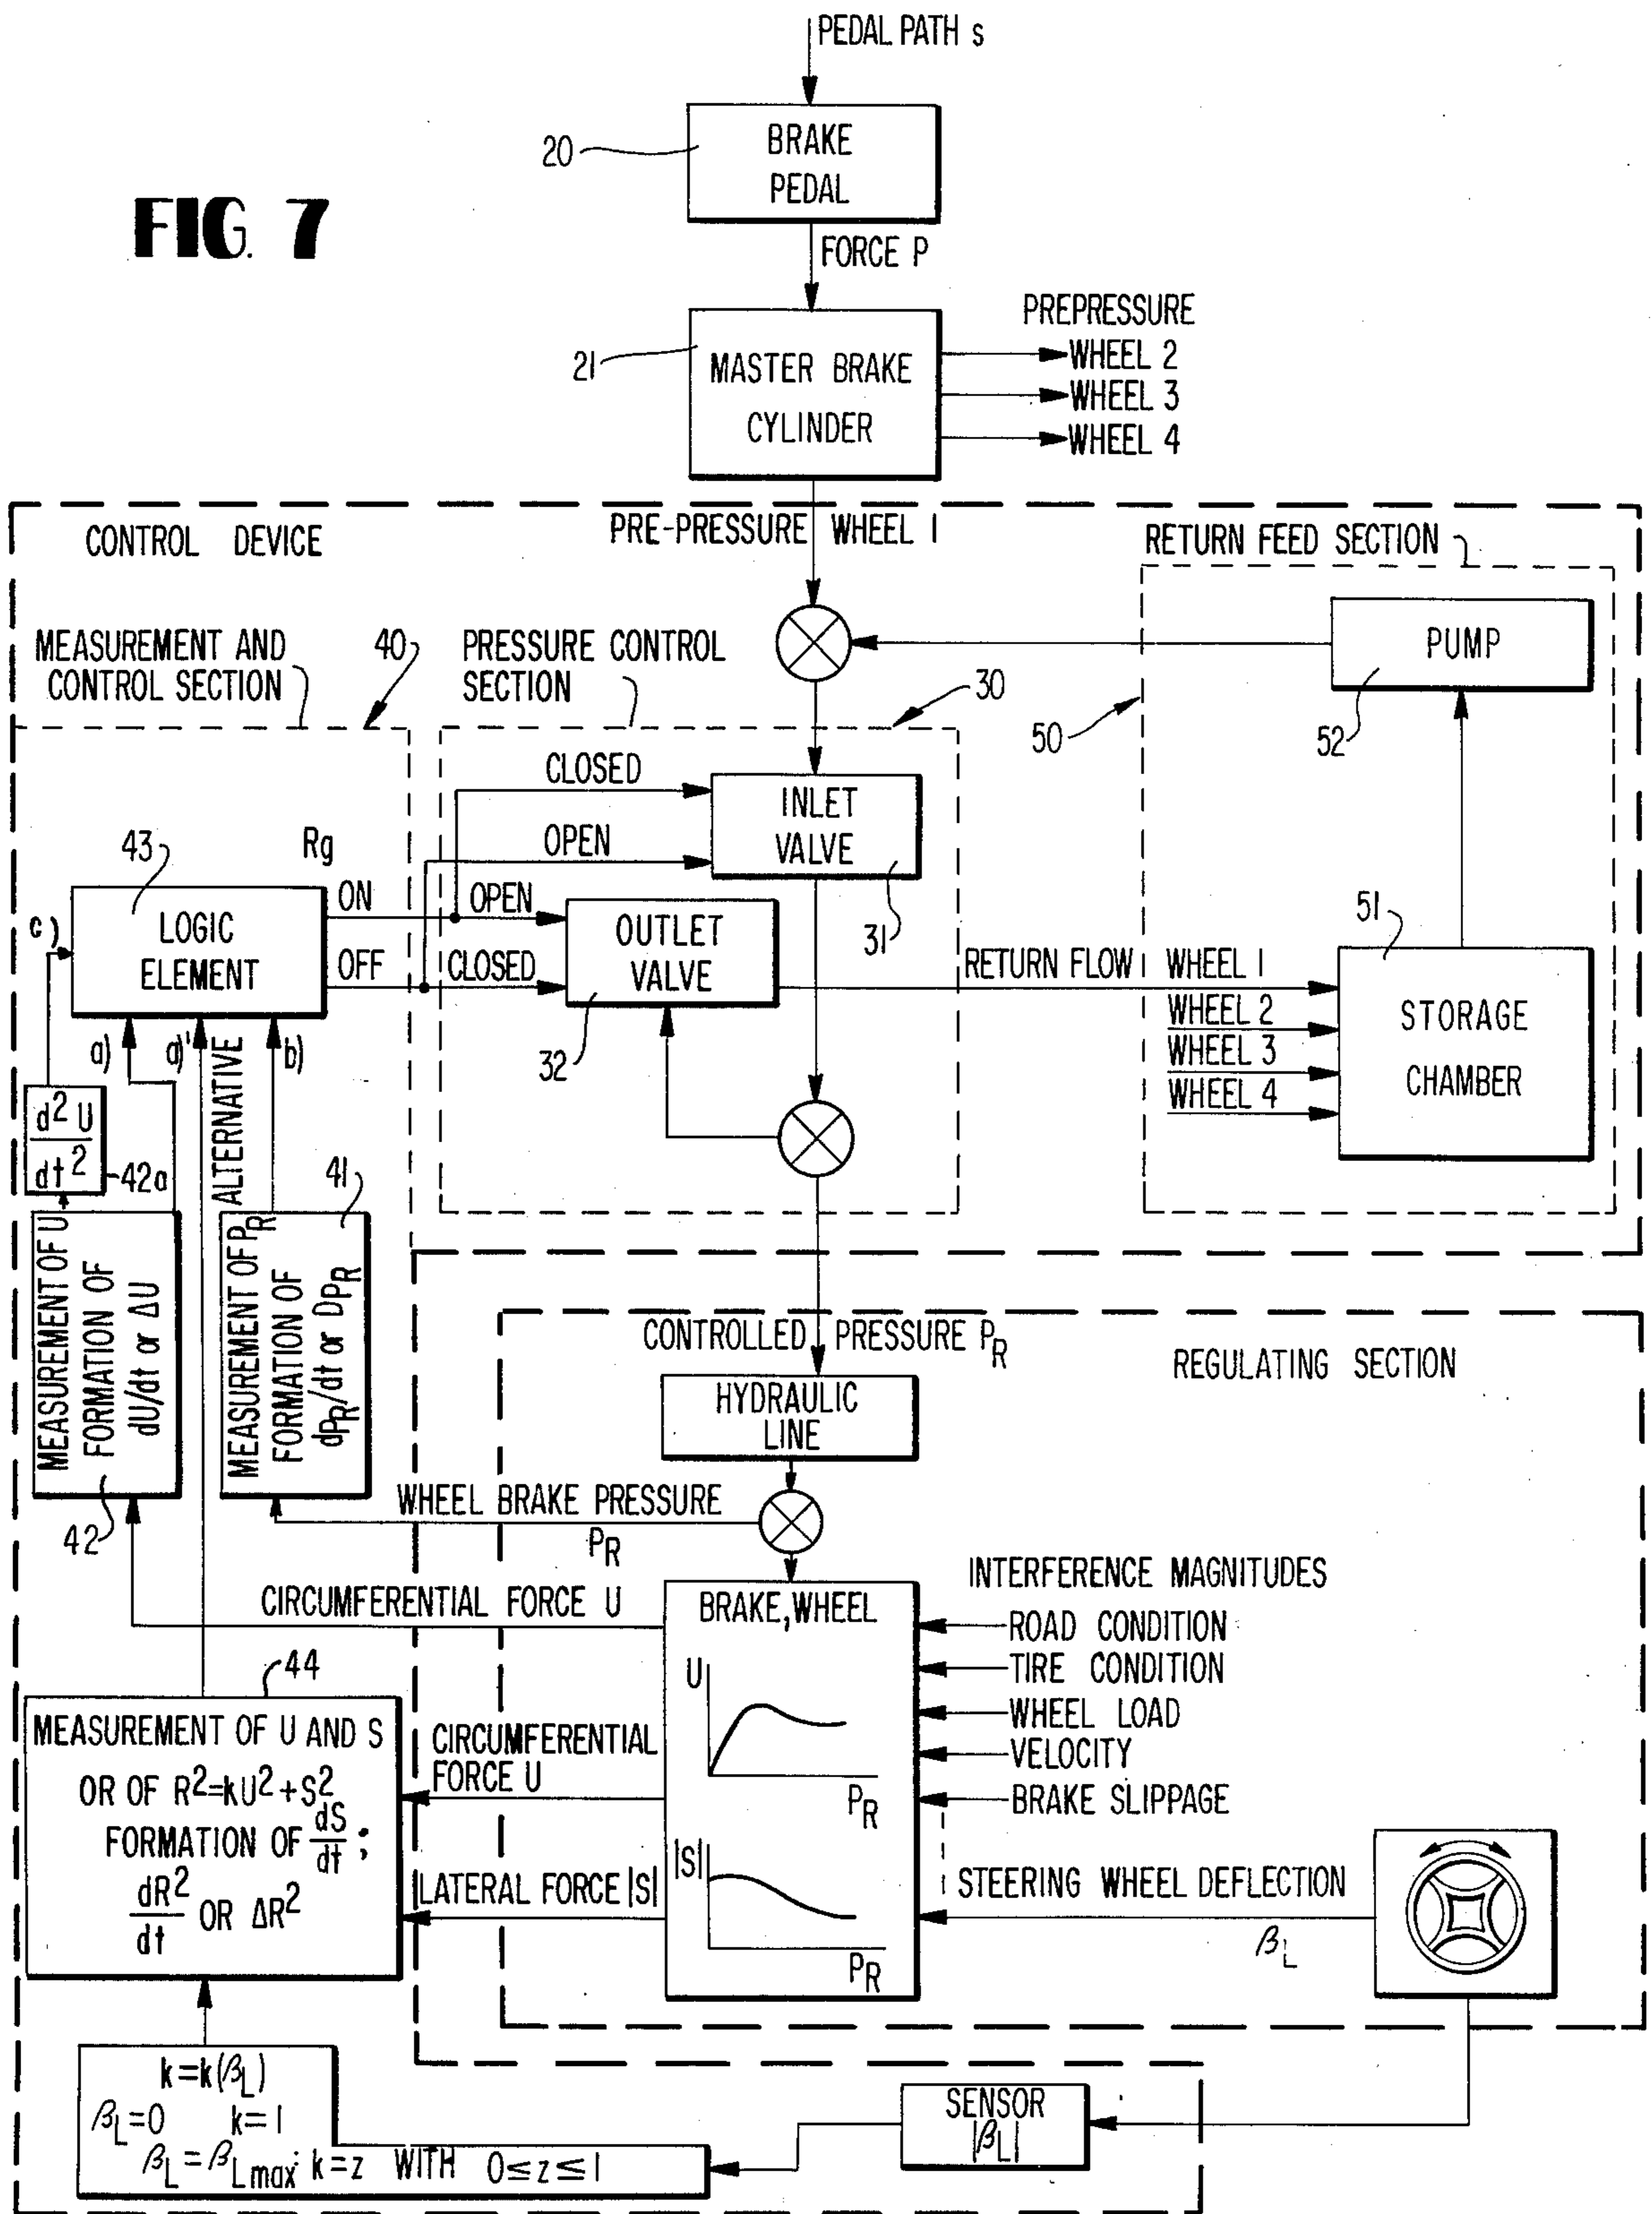 PEDAL PATH s
20
BRAKE
PEDAL
FIG. 7
FORCE P
21
MASTER BRAKE
CYLINDER
PREPRESSURE
WHEEL 2
WHEEL 3
WHEEL 4
CONTROL DEVICE
PRE-PRESSURE WHEEL 1
RETURN FEED SECTION
MEASUREMENT AND
CONTROL SECTION
40
PRESSURE CONTROL
SECTION
30
50
PUMP
52
CLOSED
INLET
VALVE
31
OPEN
43
Rg
c)
LOGIC
ELEMENT
ON
OPEN
OFF
CLOSED
OUTLET
VALVE
32
RETURN FLOW WHEEL 1
WHEEL 2
WHEEL 3
WHEEL 4
51
STORAGE
CHAMBER
a)
a)'
ALTERNATIVE
b)
d² U
dt²
42a
41
MEASUREMENT OF U
FORMATION OF
dU/dt or ΔU
42
MEASUREMENT OF PR
FORMATION OF
dPR/dt or DPR
CONTROLLED PRESSURE PR
REGULATING SECTION
HYDRAULIC
LINE
WHEEL BRAKE PRESSURE
PR
CIRCUMFERENTIAL FORCE U
BRAKE, WHEEL
U
PR
|S|
PR
INTERFERENCE MAGNITUDES
ROAD CONDITION
TIRE CONDITION
WHEEL LOAD
VELOCITY
BRAKE SLIPPAGE
STEERING WHEEL DEFLECTION
βL
44
MEASUREMENT OF U AND S
OR OF R²=kU²+S²
FORMATION OF dS/dt ;
dR²/dt OR ΔR²
CIRCUMFERENTIAL
FORCE U
LATERAL FORCE |S|
k=k(βL)
βL=0 k=1
βL=βLmax: k=z WITH 0≤z≤1
SENSOR
|βL|